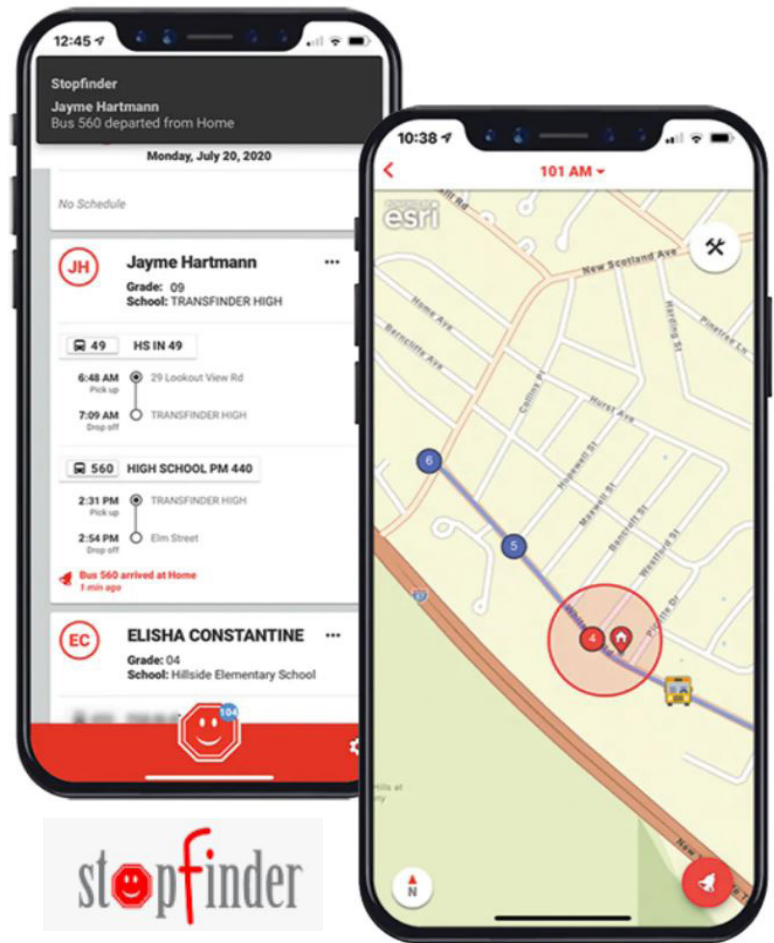 12:45
Stopfinder
Jayme Hartmann
Bus 560 departed from Home
Monday, July 20, 2020
No Schedule
JH
Jayme Hartmann
Grade: 09
School: TRANSFINDER HIGH
49 HS IN 49
6:48 AM 29 Lookout View Rd
Pick up
7:09 AM TRANSFINDER HIGH
Drop off
560 HIGH SCHOOL PM 440
2:31 PM TRANSFINDER HIGH
Pick up
2:54 PM Elm Street
Drop off
Bus 560 arrived at Home
1 min ago
EC
ELISHA CONSTANTINE
Grade: 04
School: Hillside Elementary School
104
stopfinder
10:38
101 AM
esri
New Scotland Ave
Home Ave
Berncliffe Ave
Collins Pl
Harding St
Pinetree Ln
Hurst Ave
Hopewell St
Maxwell St
Bancroft St
Westford St
6
5
4
87
N